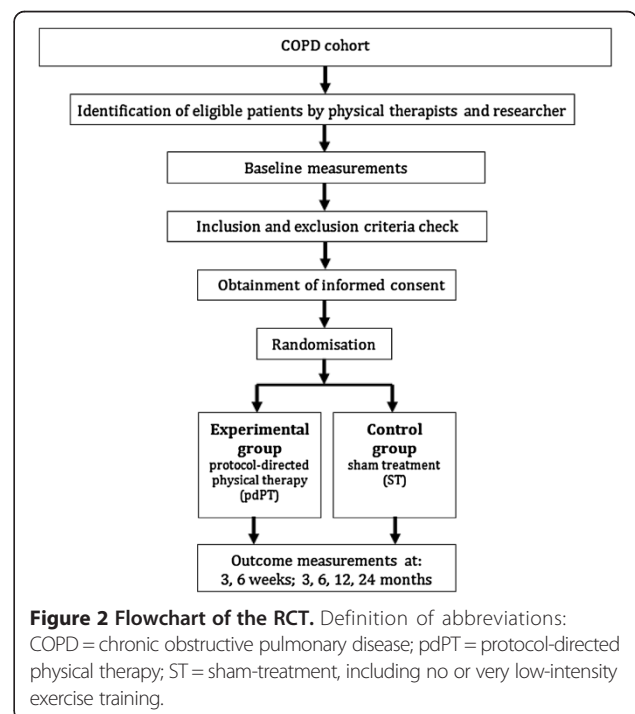 COPD cohort
Identification of eligible patients by physical therapists and researcher
Baseline measurements
Inclusion and exclusion criteria check
Obtainment of informed consent
Randomisation
Experimental
group
protocol-directed
physical therapy
(pdPT)
Control
group
sham treatment
(ST)
Outcome measurements at:
3, 6 weeks; 3, 6, 12, 24 months
Figure 2 Flowchart of the RCT. Definition of abbreviations:
COPD = chronic obstructive pulmonary disease; pdPT = protocol-directed
physical therapy; ST = sham-treatment, including no or very low-intensity
exercise training.